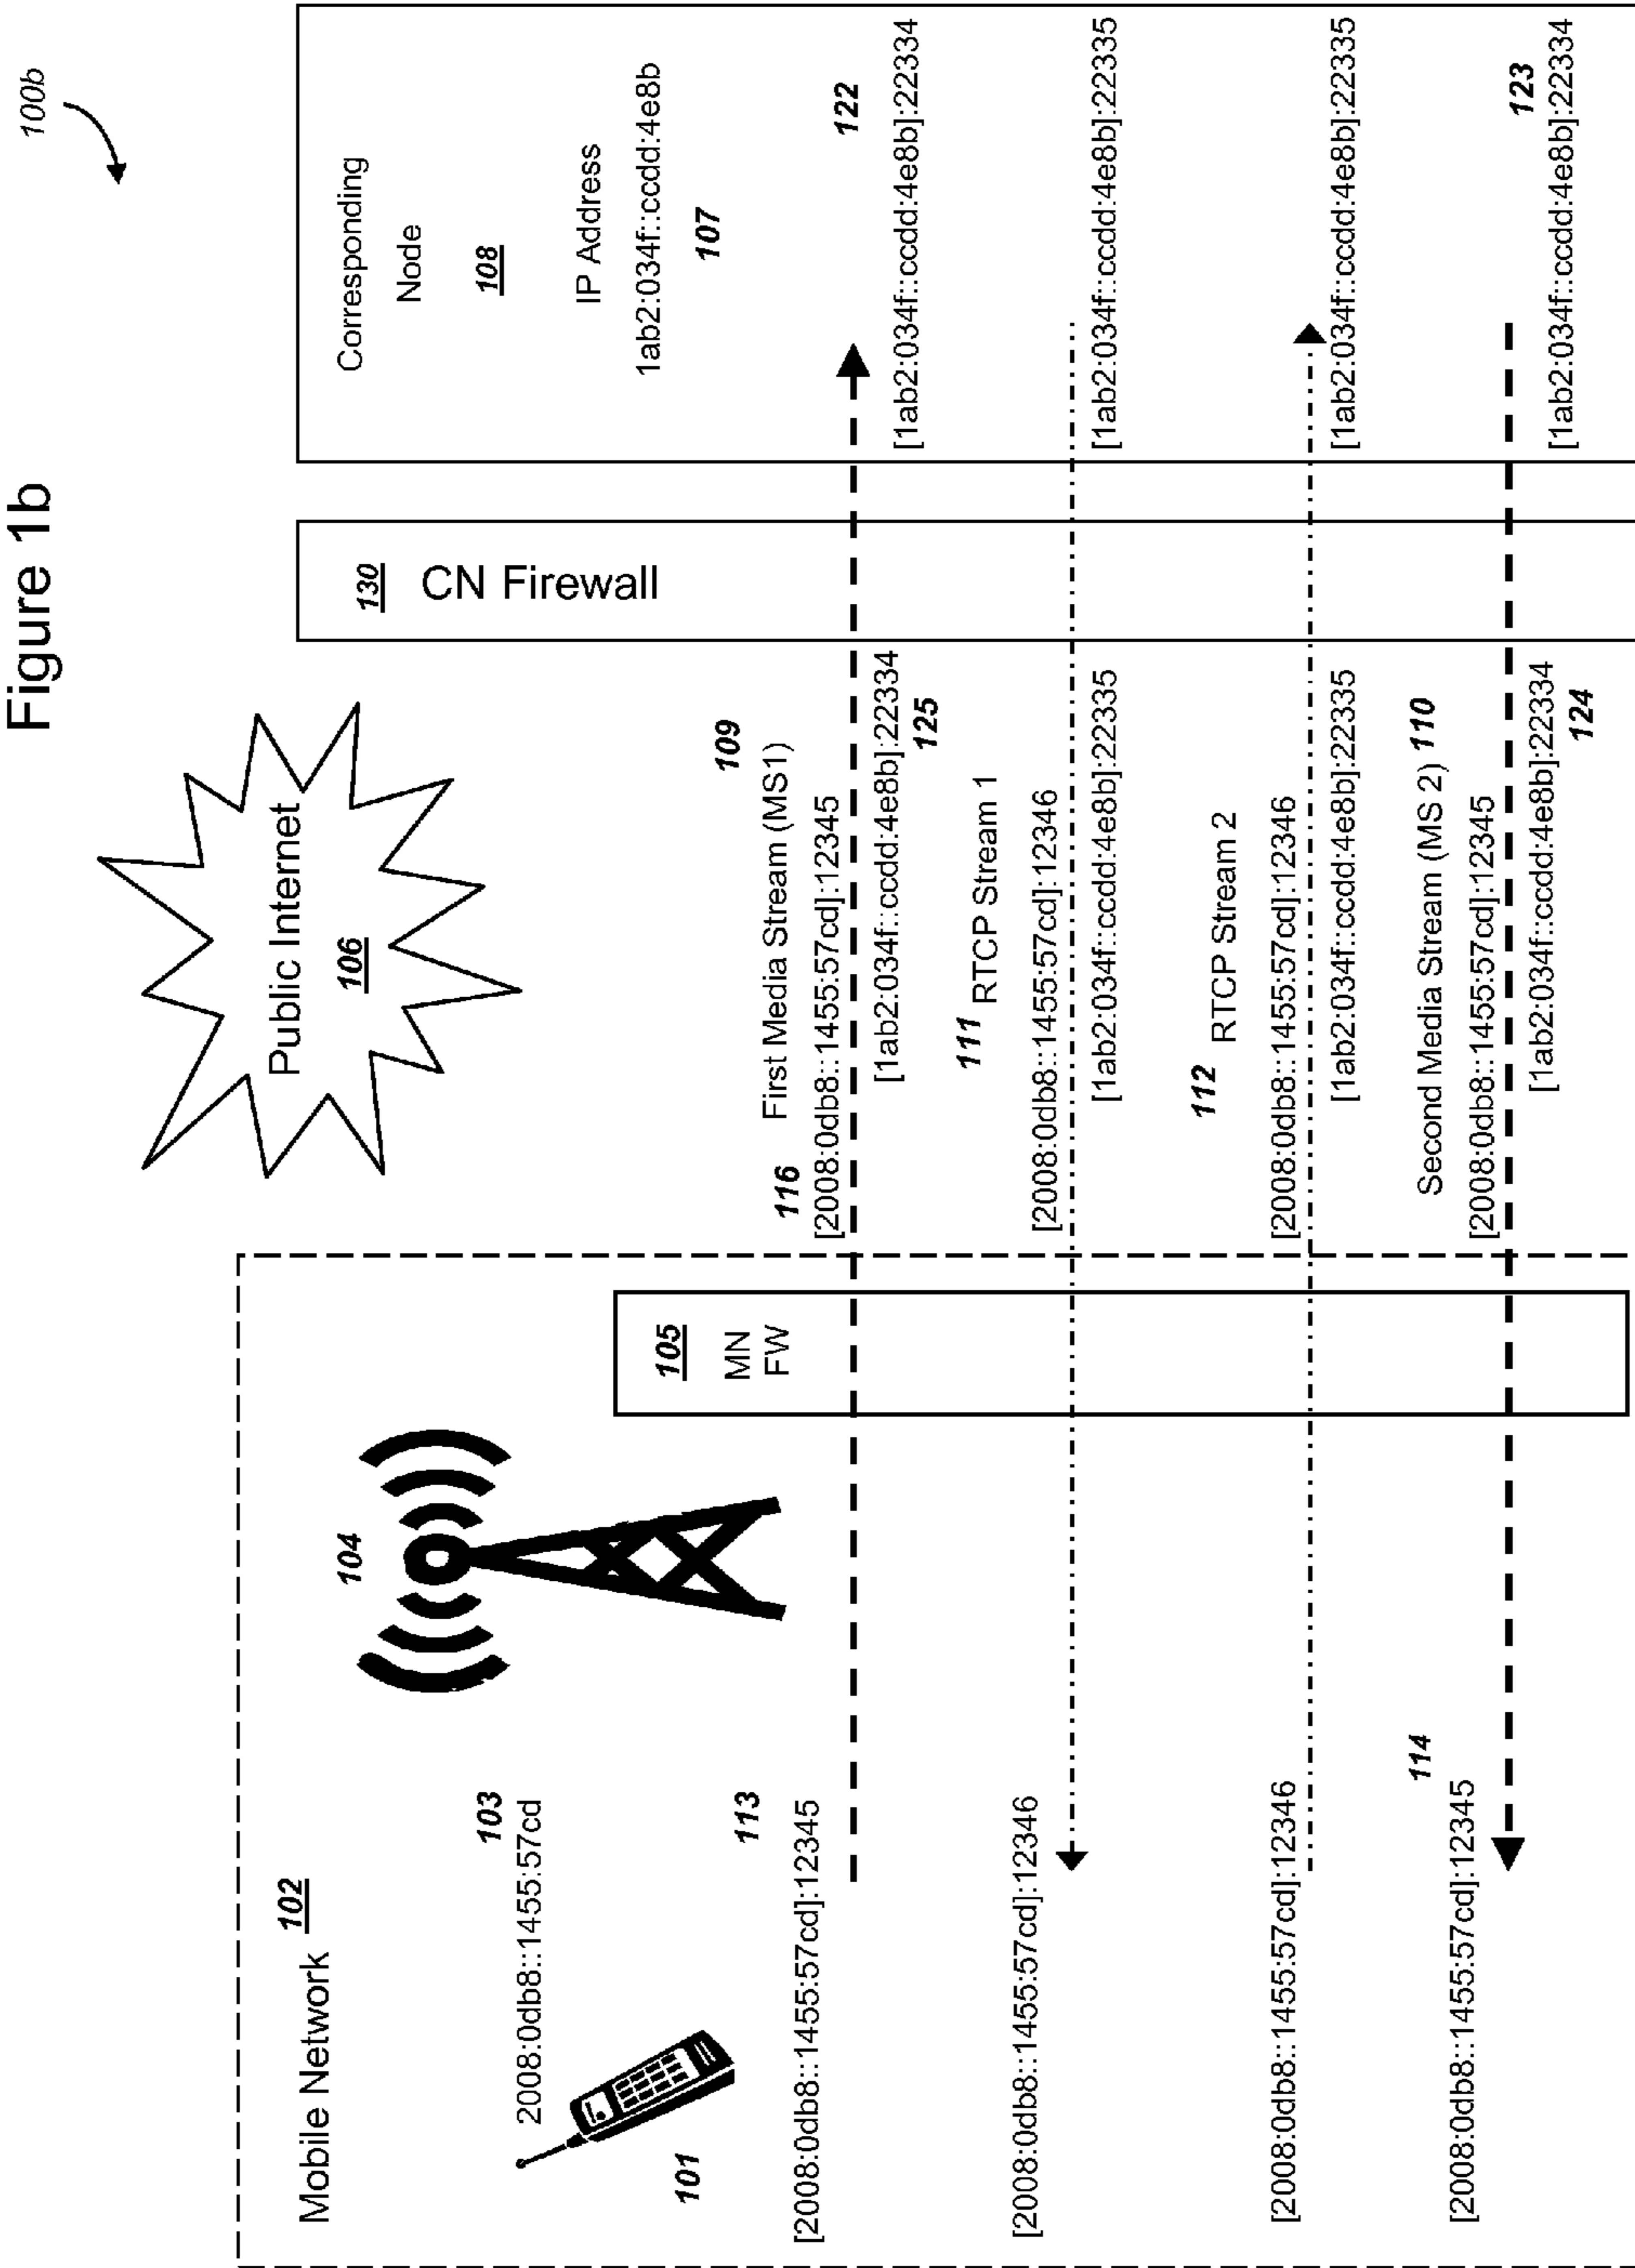 Figure 1b
100b
Mobile Network 102
103
2008:0db8::1455:57cd
101
104
105
MN
FW
Public Internet
106
130 CN Firewall
Corresponding
Node
108
IP Address
1ab2:034f::ccdd:4e8b
107
113
[2008:0db8::1455:57cd]:12345
116
First Media Stream (MS1)
109
[2008:0db8::1455:57cd]:12345
[1ab2:034f::ccdd:4e8b]:22334
125
122
[1ab2:034f::ccdd:4e8b]:22334
[2008:0db8::1455:57cd]:12346
111 RTCP Stream 1
[2008:0db8::1455:57cd]:12346
[1ab2:034f::ccdd:4e8b]:22335
[1ab2:034f::ccdd:4e8b]:22335
[2008:0db8::1455:57cd]:12346
112 RTCP Stream 2
[2008:0db8::1455:57cd]:12346
[1ab2:034f::ccdd:4e8b]:22335
[1ab2:034f::ccdd:4e8b]:22335
114
[2008:0db8::1455:57cd]:12345
Second Media Stream (MS 2) 110
[2008:0db8::1455:57cd]:12345
[1ab2:034f::ccdd:4e8b]:22334
124
123
[1ab2:034f::ccdd:4e8b]:22334